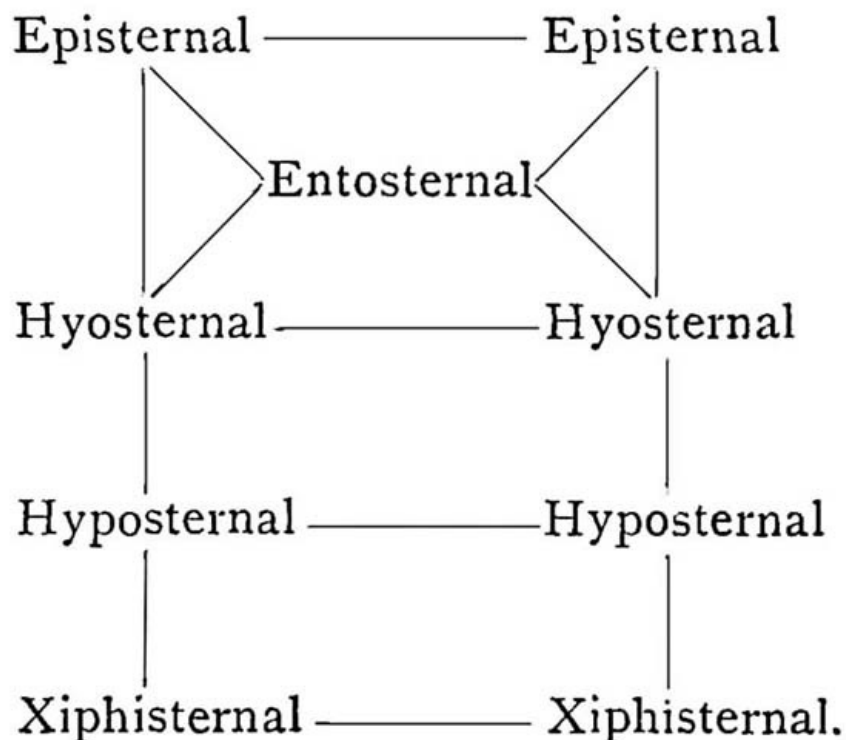 Episternal Episternal
Entosternal
Hyosternal Hyosternal
Hyposternal Hyposternal
Xiphisternal Xiphisternal.